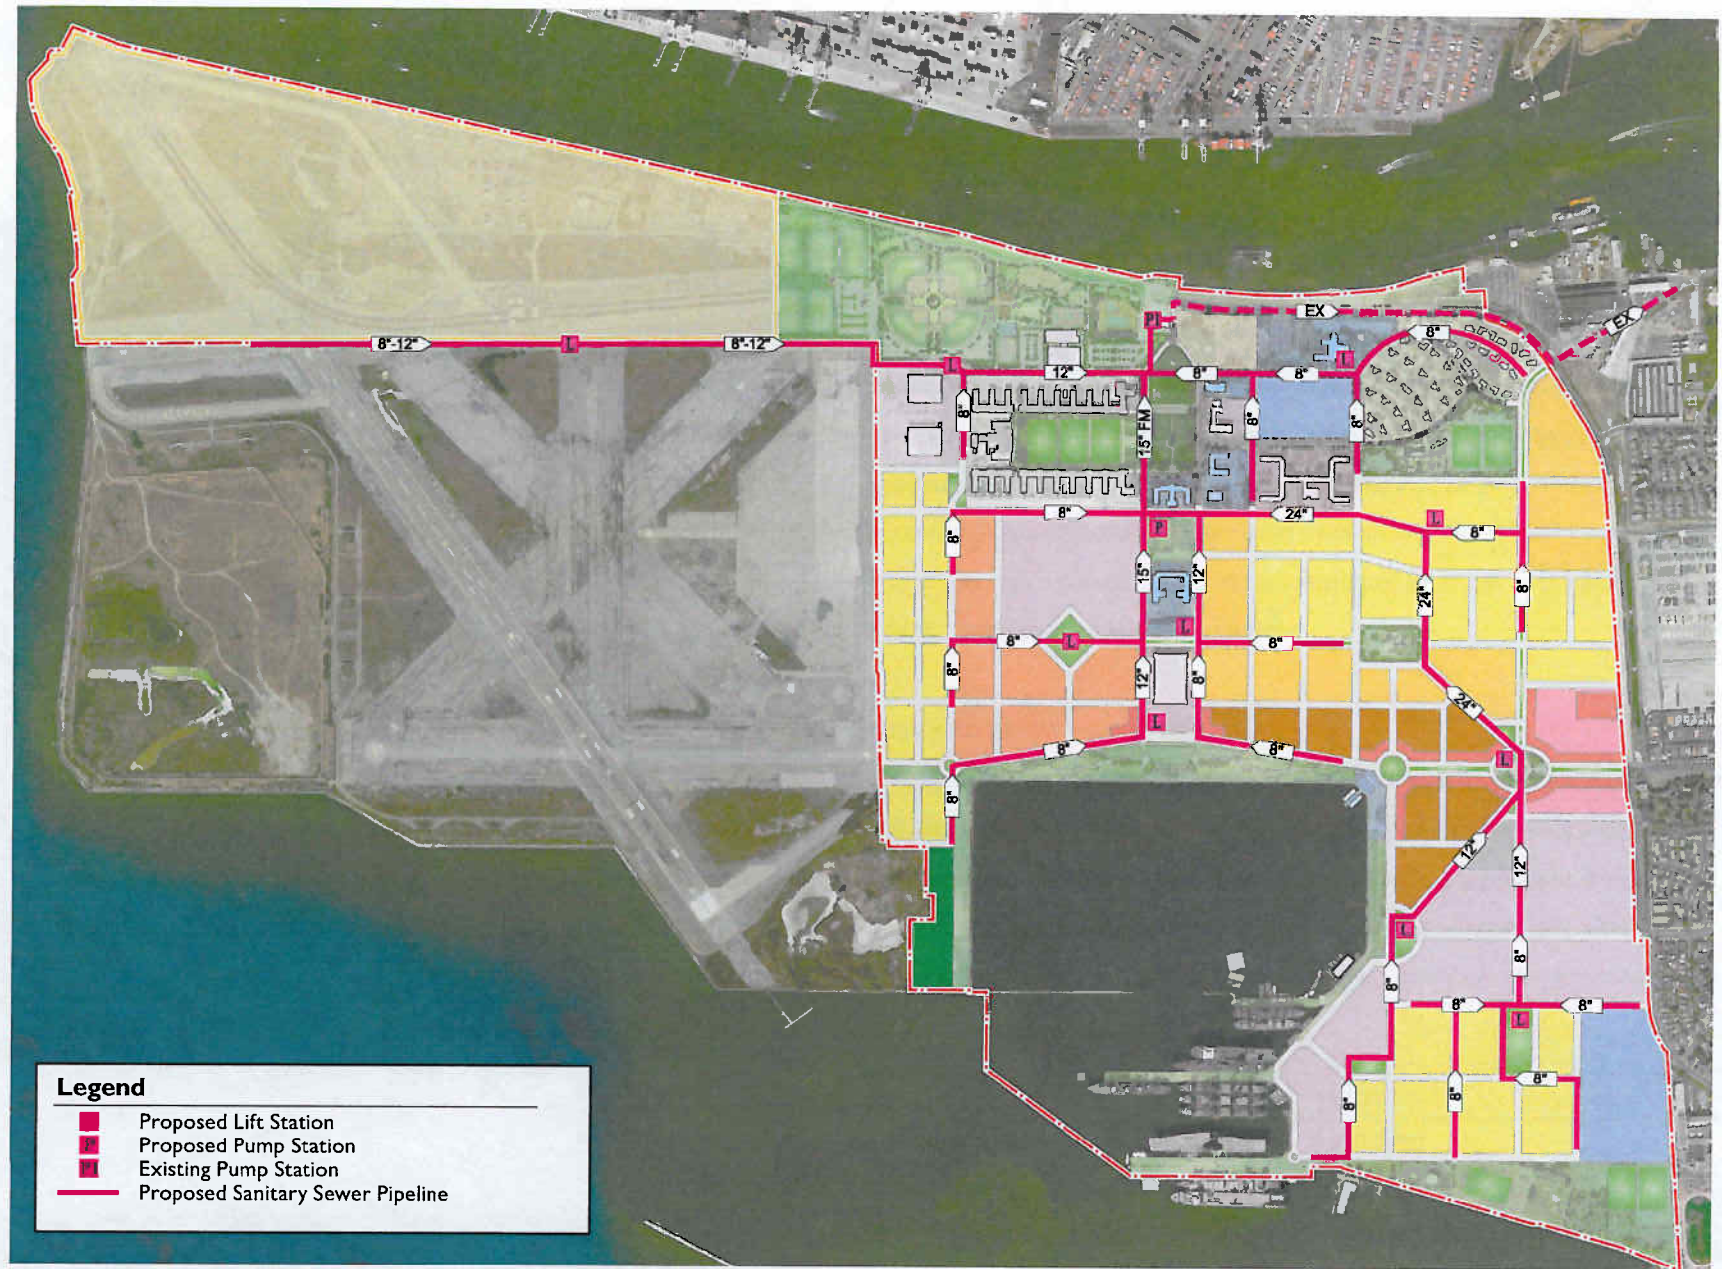 EX
EX
8"
8"-12"
L
8"-12"
P1
L
L
12"
8"
8"
8"
15" FM
8"
8"
8"
24"
L
8"
P
8"
15"
12"
24"
8"
L
8"
L
8"
8"
12"
8"
24"
L
8"
8"
L
8"
12"
12"
L
8"
8"
8"
8"
L
8"
8"
8"
Legend
L
Proposed Lift Station
P
Proposed Pump Station
P1
Existing Pump Station
Proposed Sanitary Sewer Pipeline